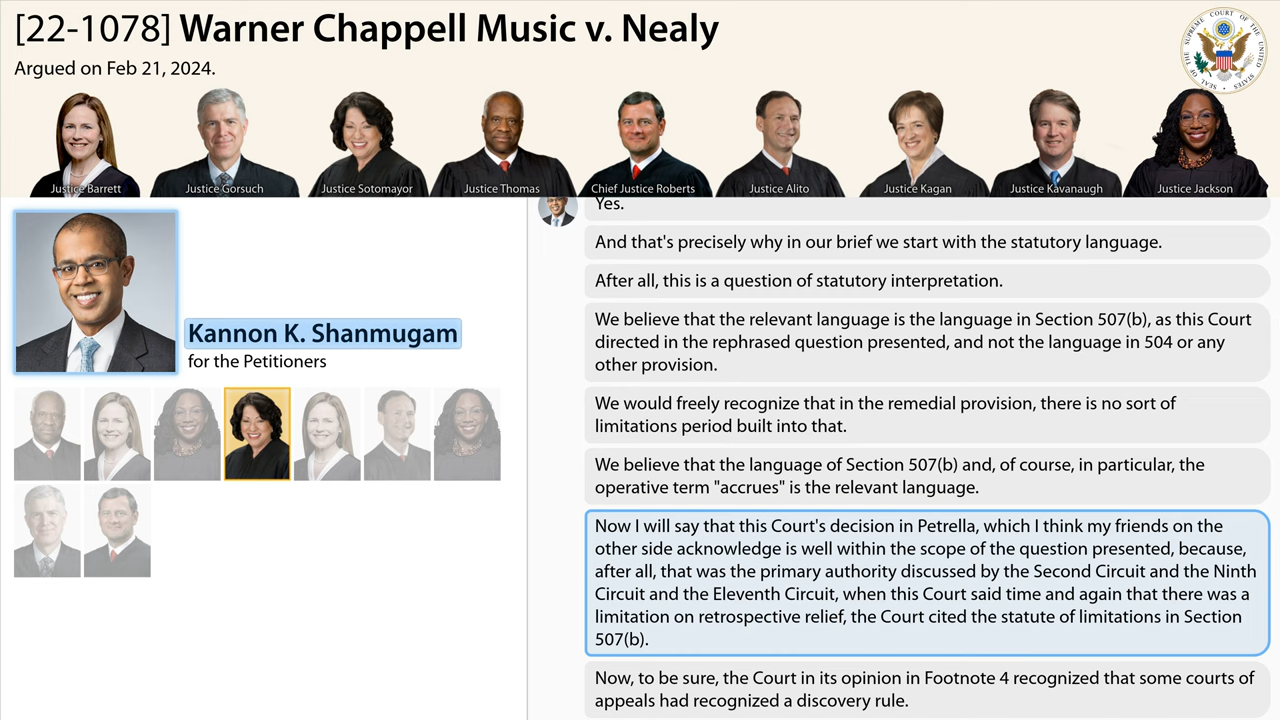 [22-1078] Warner Chappell Music v. Nealy
Argued on Feb 21, 2024.
SUPREME COURT OF THE UNITED STATES
SEAL OF THE
Justice Barrett
Justice Gorsuch
Justice Sotomayor
Justice Thomas
Chief Justice Roberts
Justice Alito
Justice Kagan
Justice Kavanaugh
Justice Jackson
Kannon K. Shanmugam
for the Petitioners
Yes.
And that's precisely why in our brief we start with the statutory language.
After all, this is a question of statutory interpretation.
We believe that the relevant language is the language in Section 507(b), as this Court
directed in the rephrased question presented, and not the language in 504 or any
other provision.
We would freely recognize that in the remedial provision, there is no sort of
limitations period built into that.
We believe that the language of Section 507(b) and, of course, in particular, the
operative term "accrues" is the relevant language.
Now I will say that this Court's decision in Petrella, which I think my friends on the
other side acknowledge is well within the scope of the question presented, because,
after all, that was the primary authority discussed by the Second Circuit and the Ninth
Circuit and the Eleventh Circuit, when this Court said time and again that there was a
limitation on retrospective relief, the Court cited the statute of limitations in Section
507(b).
Now, to be sure, the Court in its opinion in Footnote 4 recognized that some courts of
appeals had recognized a discovery rule.